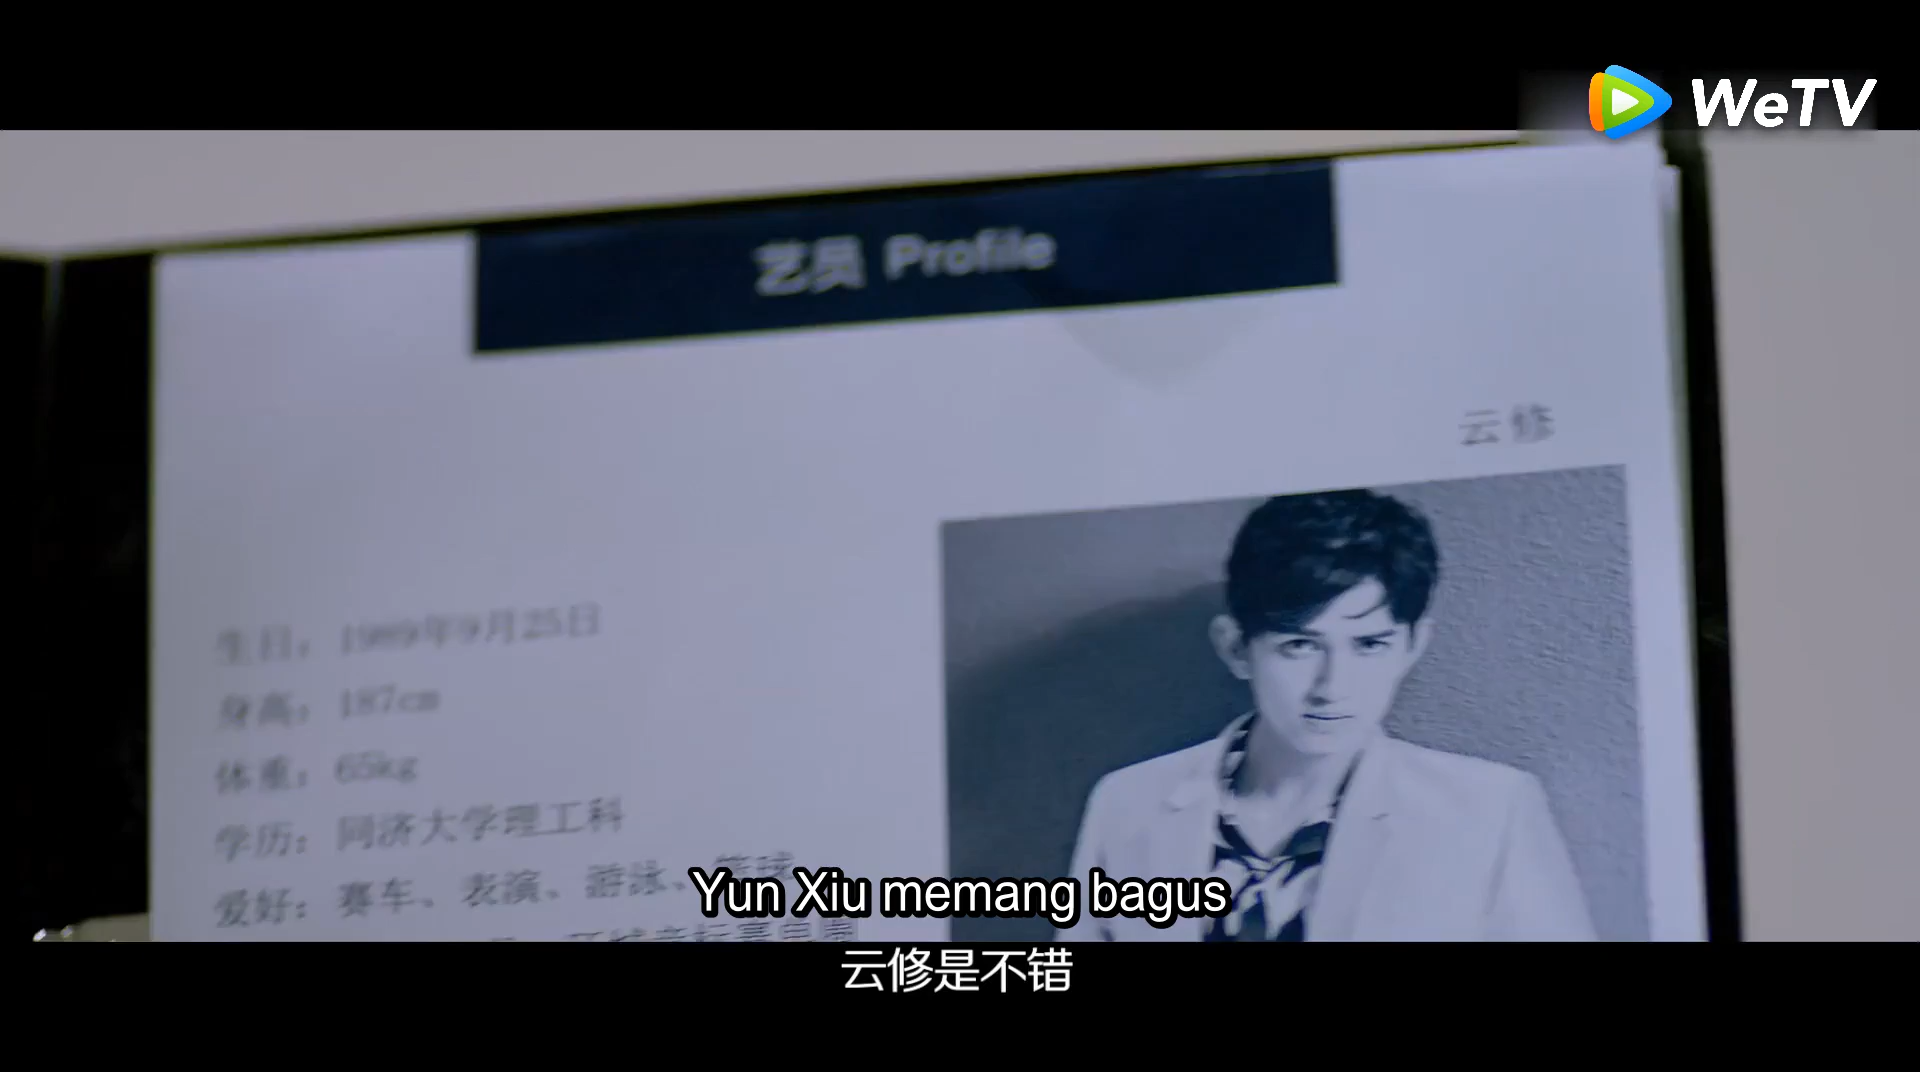 WeTV
艺员 Profile
云修
生日：1989年9月25日
身高：187cm
体重：65kg
学历：同济大学理工科
爱好：赛车、表演、游泳、篮球
Yun Xiu memang bagus
云修是不错